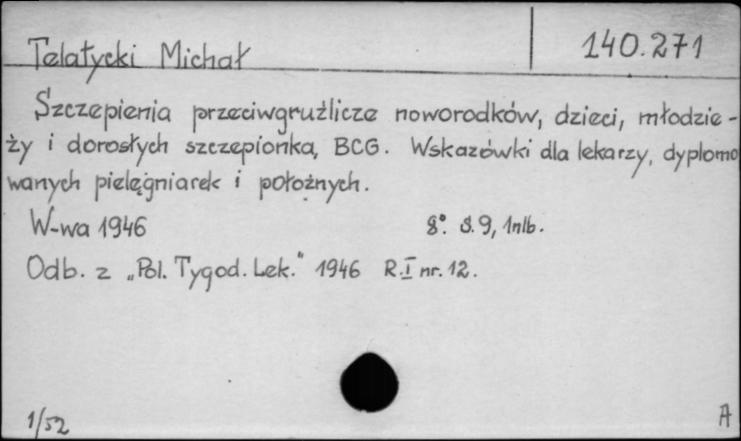 Telatycki Michał 140.271
Szczepienia przeciwgruźlicze noworodków, dzieci, młodzie-
ży i dorosłych szczepionką BCG. Wskazówki dla lekarzy, dyplomo
wanych pielęgniarek i położnych.
W-wa 1946 8°. S. 9, 1nlb.
Odb. z „Pol. Tygod. Lek." 1946 R. I nr. 12.
1/52 A